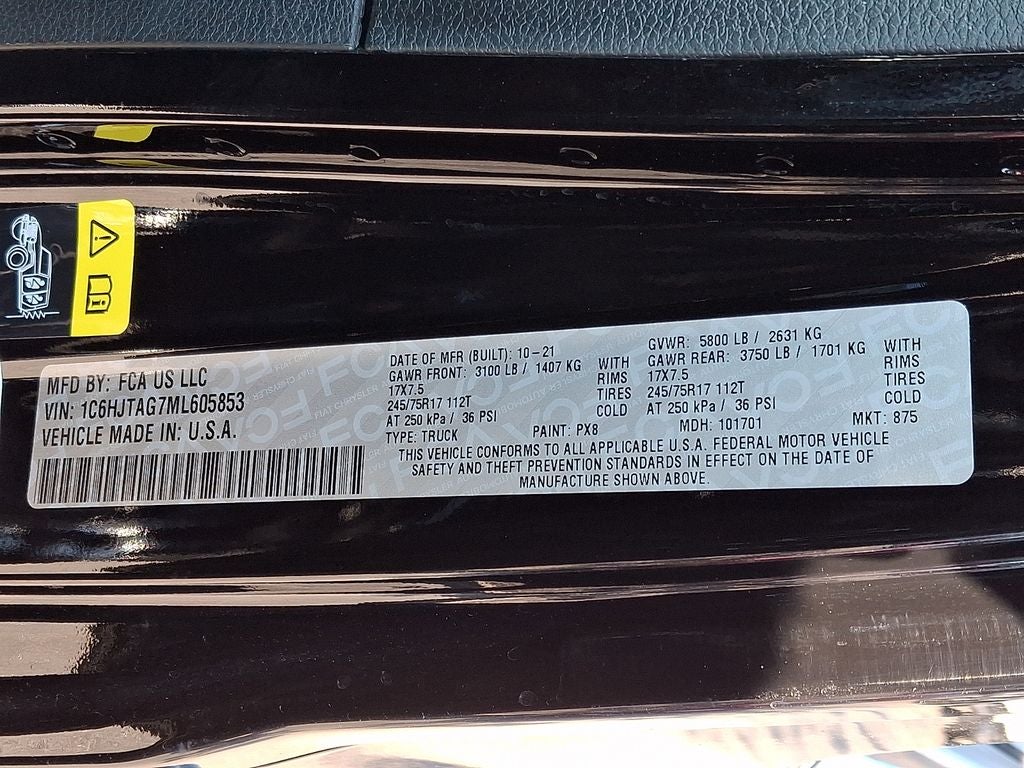 MFD BY: FCA US LLC
VIN: 1C6HJTAG7ML605853
VEHICLE MADE IN: U.S.A.
DATE OF MFR (BUILT): 10-21
GAWR FRONT: 3100 LB / 1407 KG WITH
17X7.5 RIMS
245/75R17 112T TIRES
AT 250 kPa / 36 PSI COLD
GVWR: 5800 LB / 2631 KG
GAWR REAR: 3750 LB / 1701 KG WITH
17X7.5 RIMS
245/75R17 112T TIRES
AT 250 kPa / 36 PSI COLD
TYPE: TRUCK PAINT: PX8 MDH: 101701 MKT: 875
THIS VEHICLE CONFORMS TO ALL APPLICABLE U.S.A. FEDERAL MOTOR VEHICLE
SAFETY AND THEFT PREVENTION STANDARDS IN EFFECT ON THE DATE OF
MANUFACTURE SHOWN ABOVE.